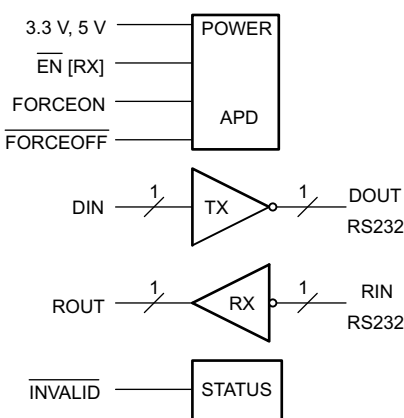 3.3 V, 5 V
POWER
EN [RX]
FORCEON
APD
FORCEOFF
1
1
DOUT
DIN
TX
RS232
1
1
RIN
ROUT
RX
RS232
INVALID
STATUS